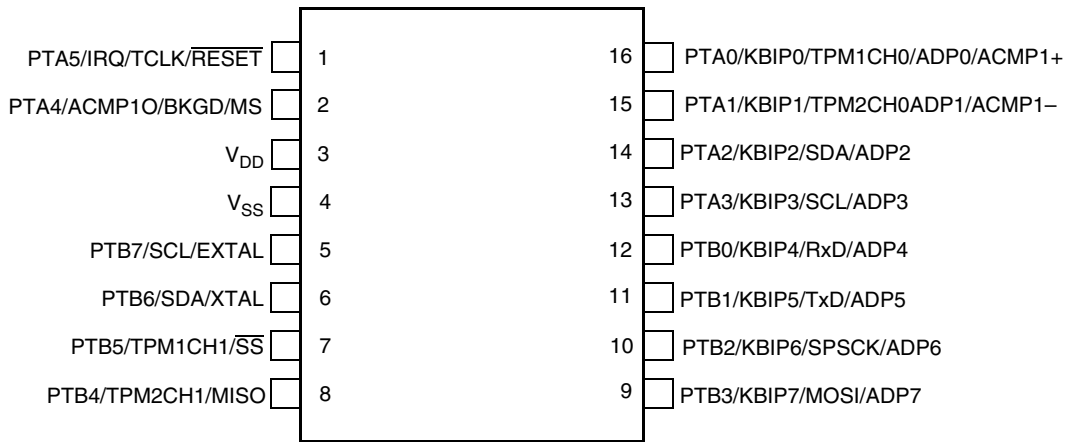 PTA5/IRQ/TCLK/RESET 1
PTA4/ACMP1O/BKGD/MS 2
VDD 3
VSS 4
PTB7/SCL/EXTAL 5
PTB6/SDA/XTAL 6
PTB5/TPM1CH1/SS 7
PTB4/TPM2CH1/MISO 8
16 PTA0/KBIP0/TPM1CH0/ADP0/ACMP1+
15 PTA1/KBIP1/TPM2CH0ADP1/ACMP1–
14 PTA2/KBIP2/SDA/ADP2
13 PTA3/KBIP3/SCL/ADP3
12 PTB0/KBIP4/RxD/ADP4
11 PTB1/KBIP5/TxD/ADP5
10 PTB2/KBIP6/SPSCK/ADP6
9 PTB3/KBIP7/MOSI/ADP7